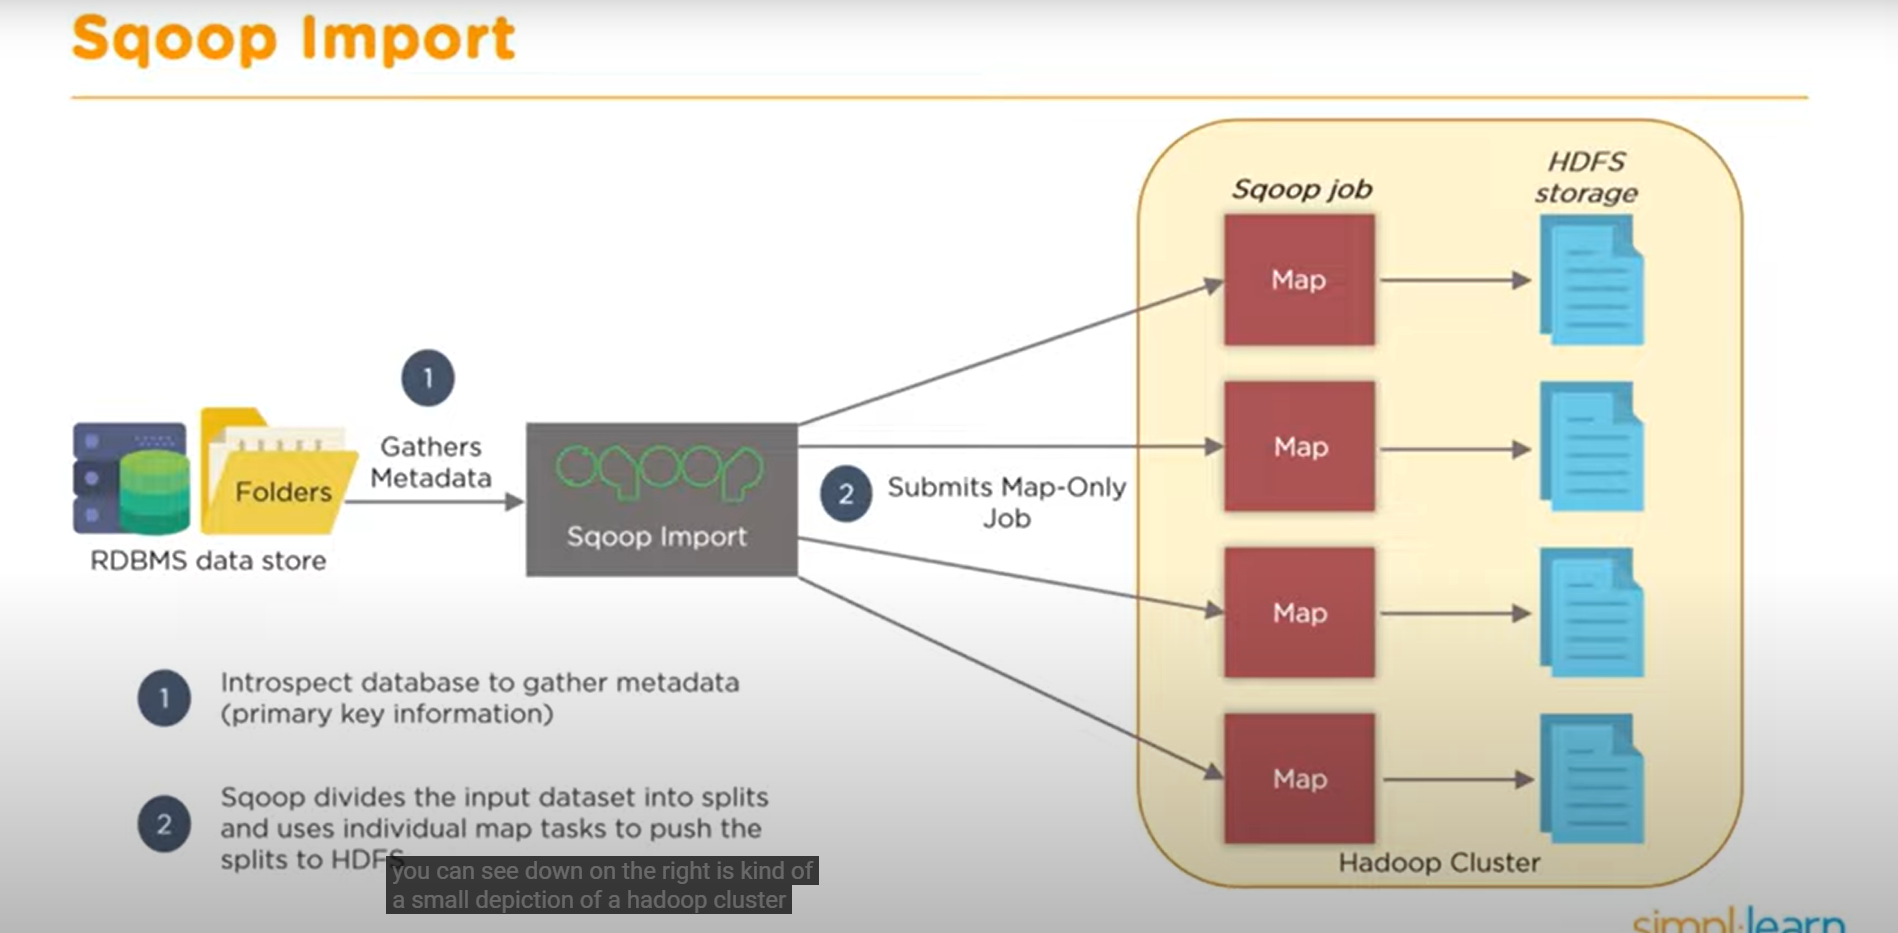 Sqoop Import
HDFS
storage
Sqoop job
Map
1
Gathers
Metadata
Folders
RDBMS data store
sqoop
Sqoop Import
2
Submits Map-Only
Job
Map
Map
Map
Hadoop Cluster
1
Introspect database to gather metadata
(primary key information)
2
Sqoop divides the input dataset into splits
and uses individual map tasks to push the
splits to HDFS
you can see down on the right is kind of
a small depiction of a hadoop cluster
simplilearn